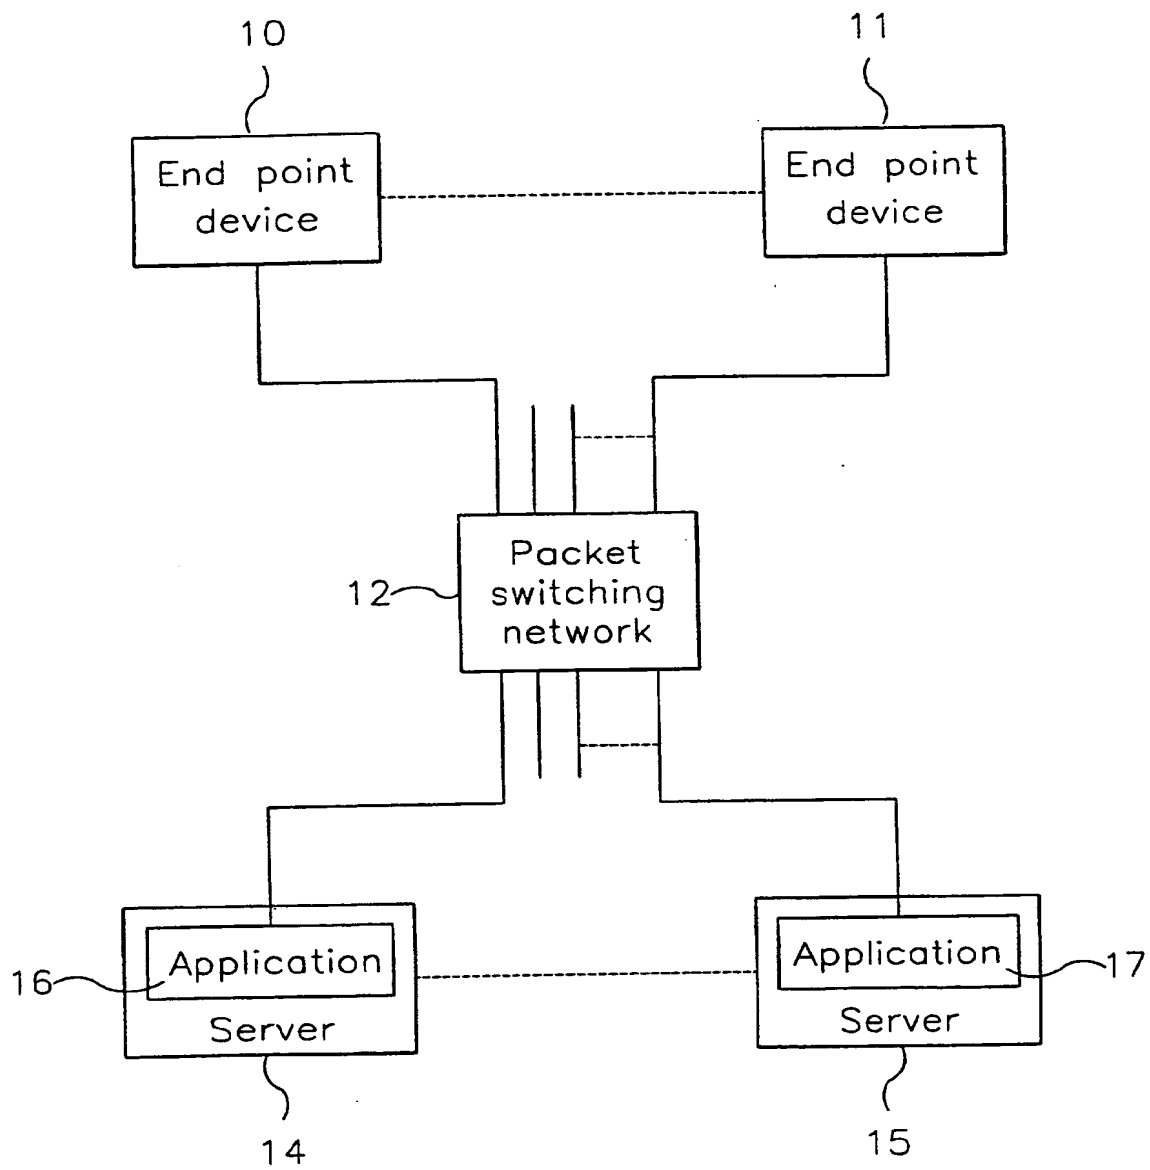 10
11
End point
device
End point
device
12
Packet
switching
network
16
Application
Server
Application
17
Server
14
15